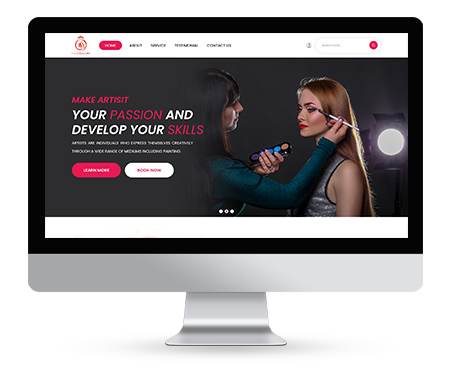 HOME ABOUT SERVICE TESTIMONIAL CONTACT US
MAKE ARTISIT
YOUR PASSION AND
DEVELOP YOUR SKILLS
ARTISTS ARE INDIVIDUALS WHO EXPRESS THEMSELVES CREATIVELY
THROUGH A WIDE RANGE OF MEDIUMS INCLUDING PAINTING.
LEARN MORE BOOK NOW